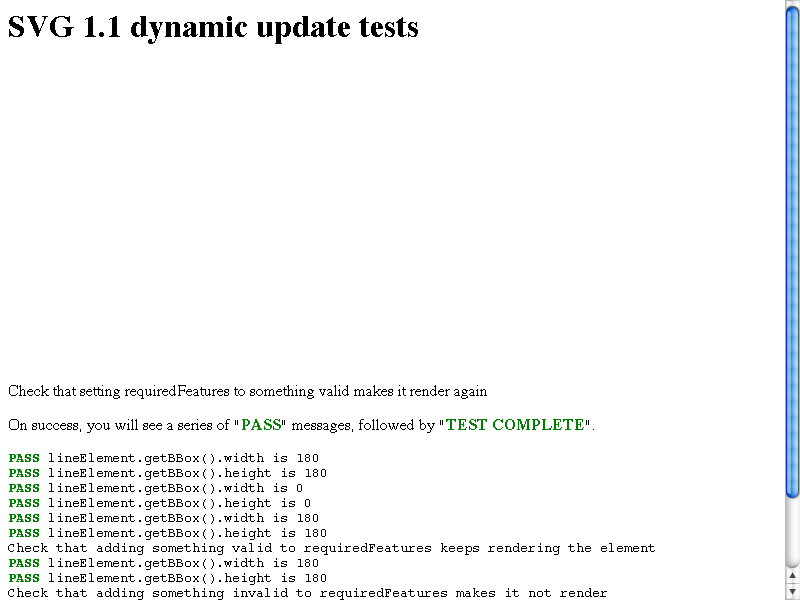 SVG 1.1 dynamic update tests
Check that setting requiredFeatures to something valid makes it render again
On success, you will see a series of "PASS" messages, followed by "TEST COMPLETE".
PASS lineElement.getBBox().width is 180
PASS lineElement.getBBox().height is 180
PASS lineElement.getBBox().width is 0
PASS lineElement.getBBox().height is 0
PASS lineElement.getBBox().width is 180
PASS lineElement.getBBox().height is 180
Check that adding something valid to requiredFeatures keeps rendering the element
PASS lineElement.getBBox().width is 180
PASS lineElement.getBBox().height is 180
Check that adding something invalid to requiredFeatures makes it not render